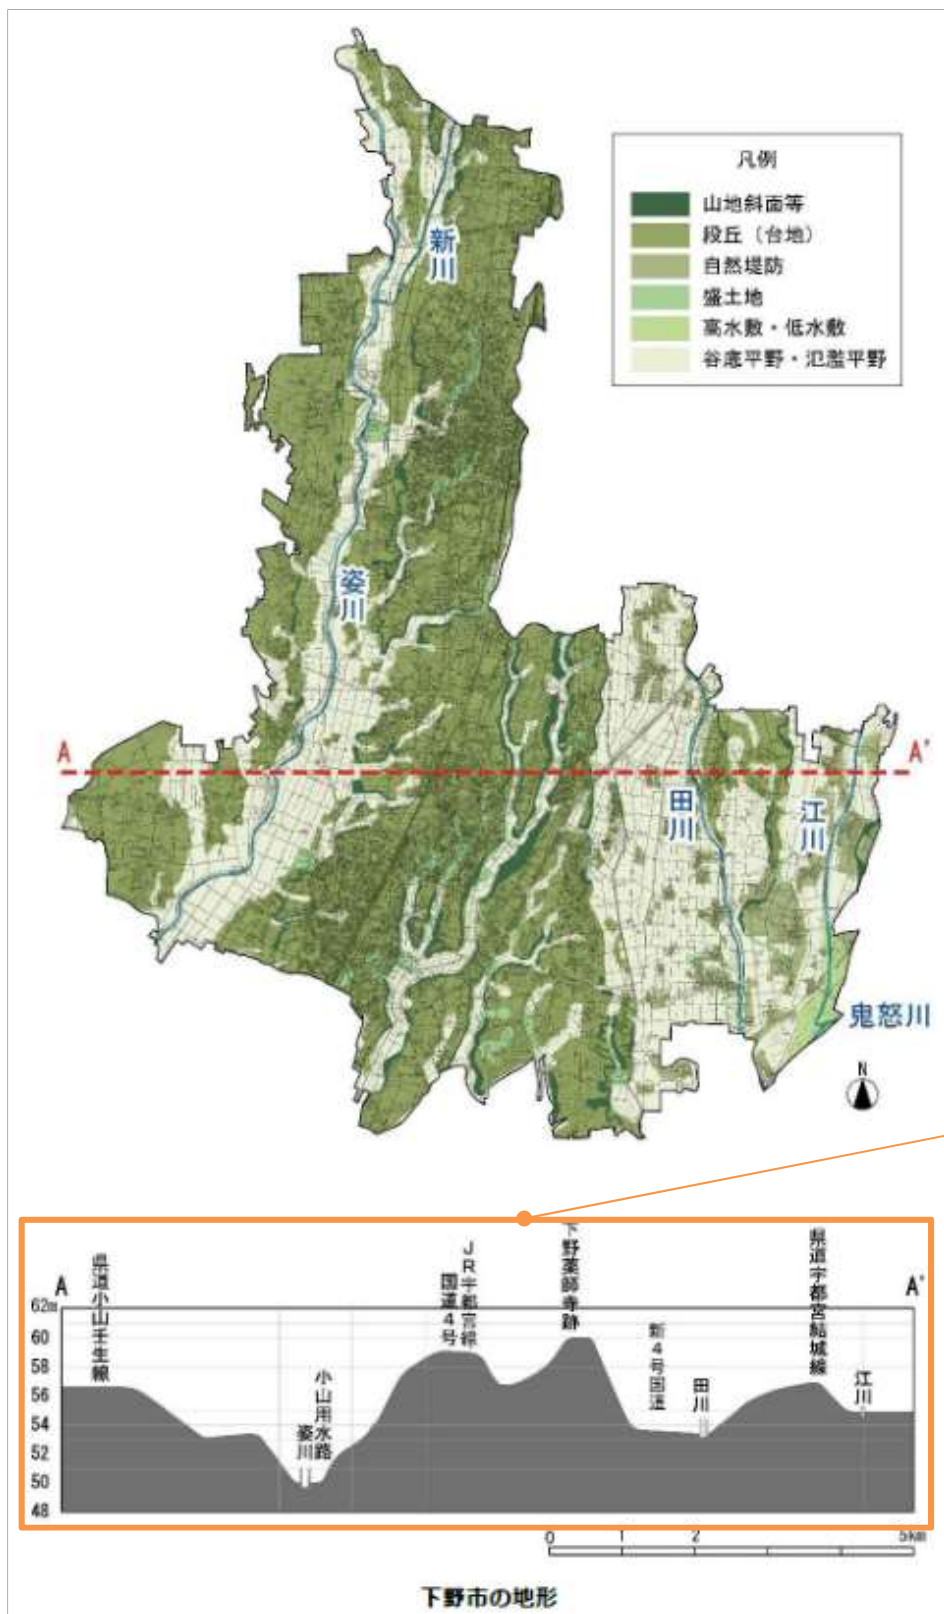 凡例
山地斜面等
段丘（台地）
自然堤防
盛土地
高水敷・低水敷
谷底平野・氾濫平野
新川
姿川
A
A'
田川
江川
鬼怒川
N
A
A'
県道小山壬生線
姿川
小山用水路
国道4号
JR宇都宮線
下野薬師寺跡
新4号国道
田川
県道宇都宮結城線
江川
62m
60
58
56
54
52
50
48
0 1 2 5km
下野市の地形